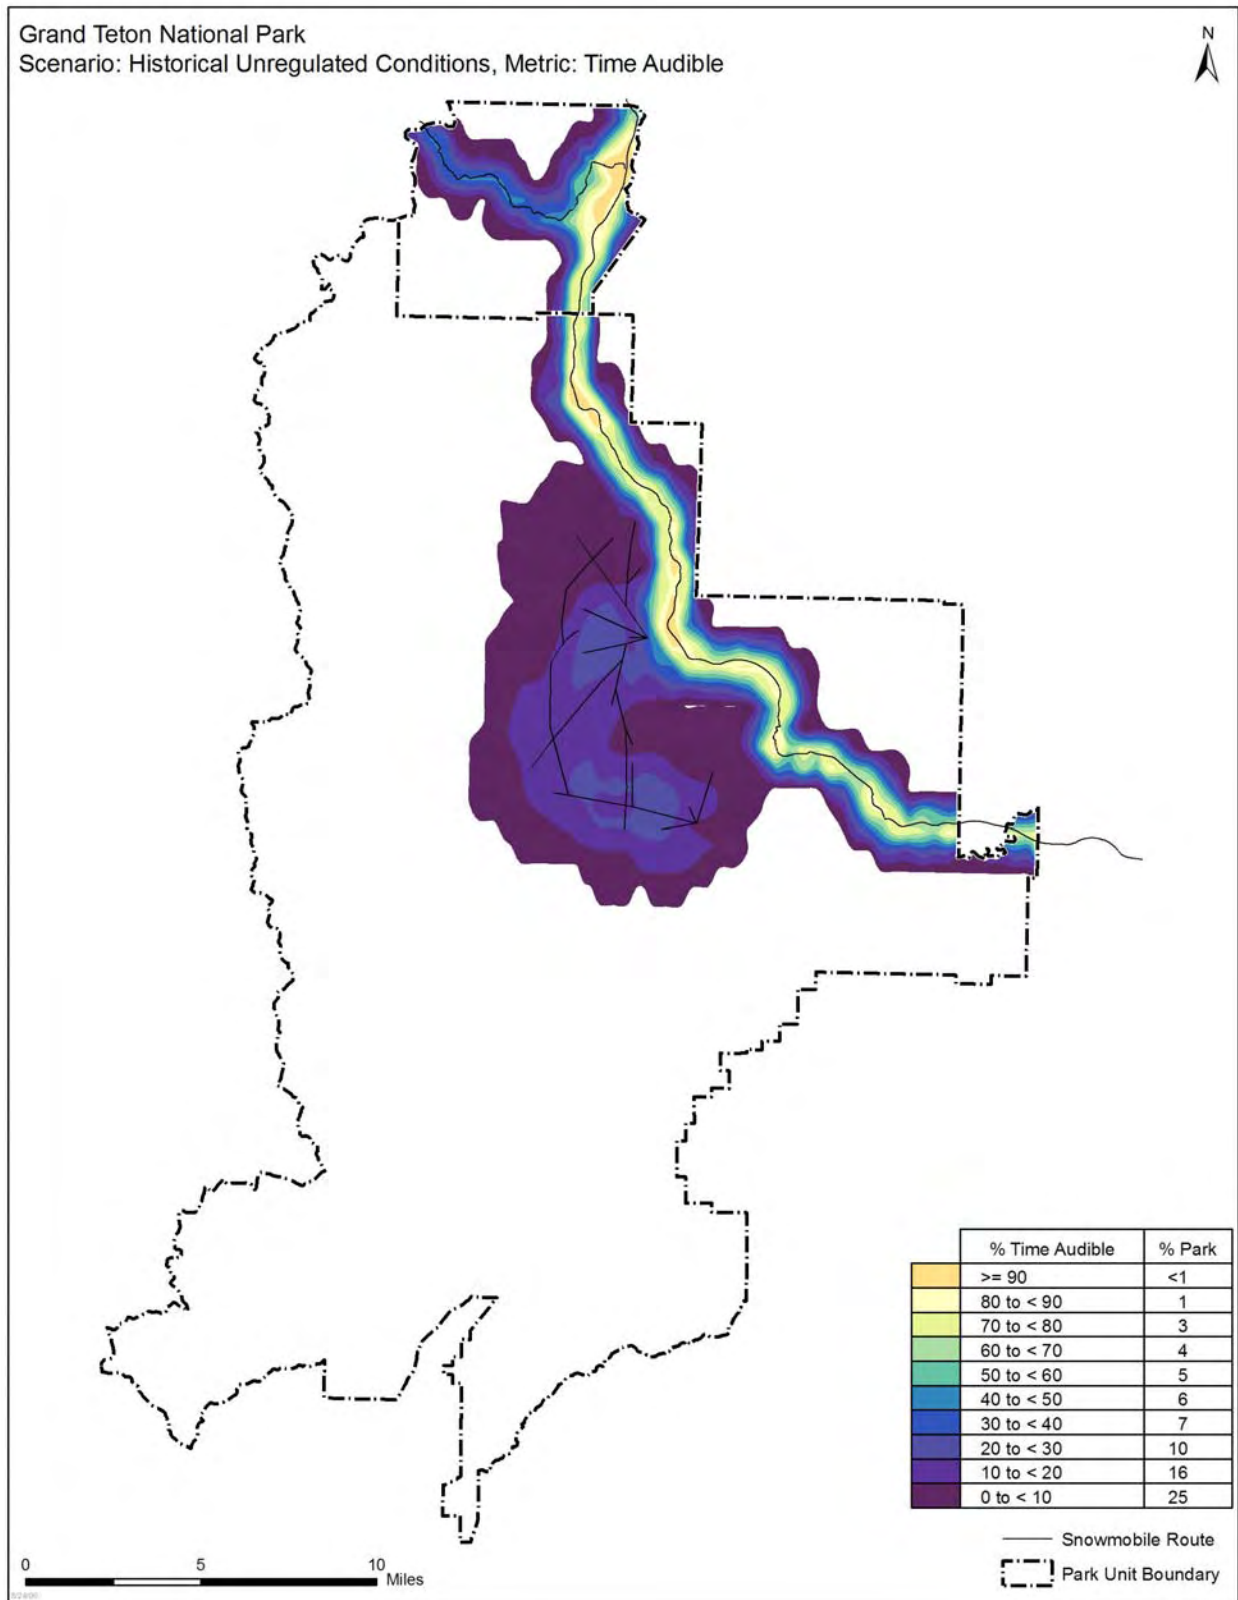 Grand Teton National Park
Scenario: Historical Unregulated Conditions, Metric: Time Audible
N
% Time Audible % Park
>= 90 <1
80 to < 90 1
70 to < 80 3
60 to < 70 4
50 to < 60 5
40 to < 50 6
30 to < 40 7
20 to < 30 10
10 to < 20 16
0 to < 10 25
Snowmobile Route
Park Unit Boundary
0 5 10
Miles